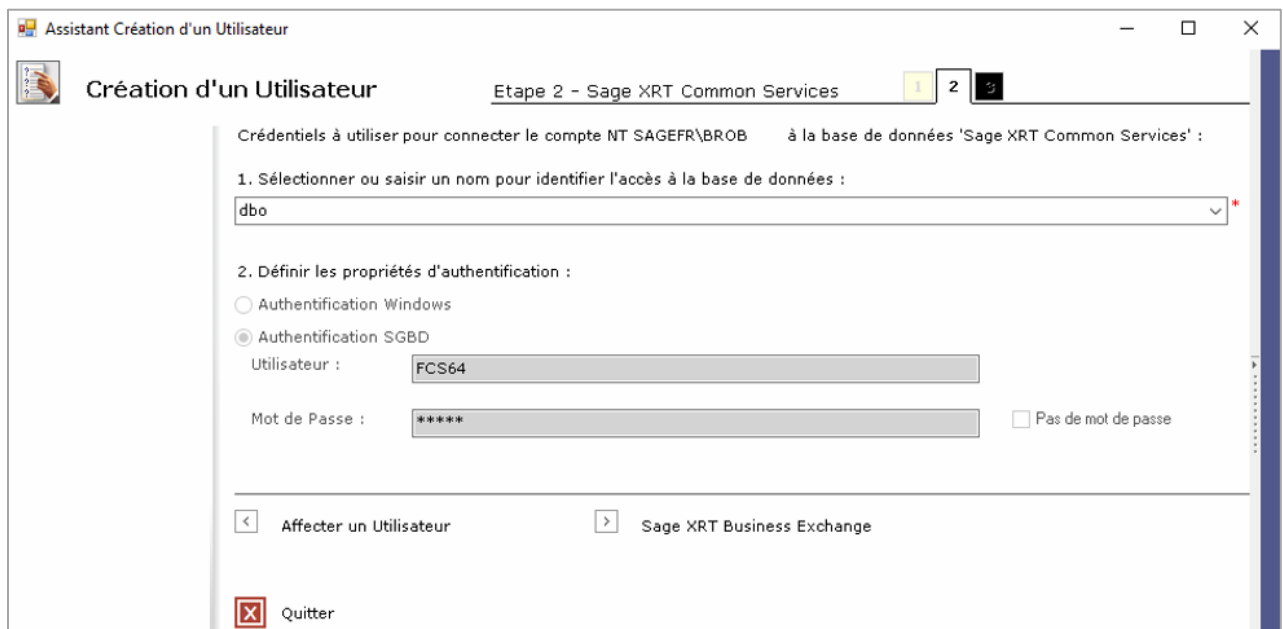 Assistant Création d'un Utilisateur
Création d'un Utilisateur
Etape 2 - Sage XRT Common Services 1 2 3
Crédentiels à utiliser pour connecter le compte NT SAGEFR\BROB à la base de données 'Sage XRT Common Services' :
1. Sélectionner ou saisir un nom pour identifier l'accès à la base de données :
dbo *
2. Définir les propriétés d'authentification :
Authentification Windows
Authentification SGBD
Utilisateur : FCS64
Mot de Passe : ***** Pas de mot de passe
< Affecter un Utilisateur > Sage XRT Business Exchange
Quitter